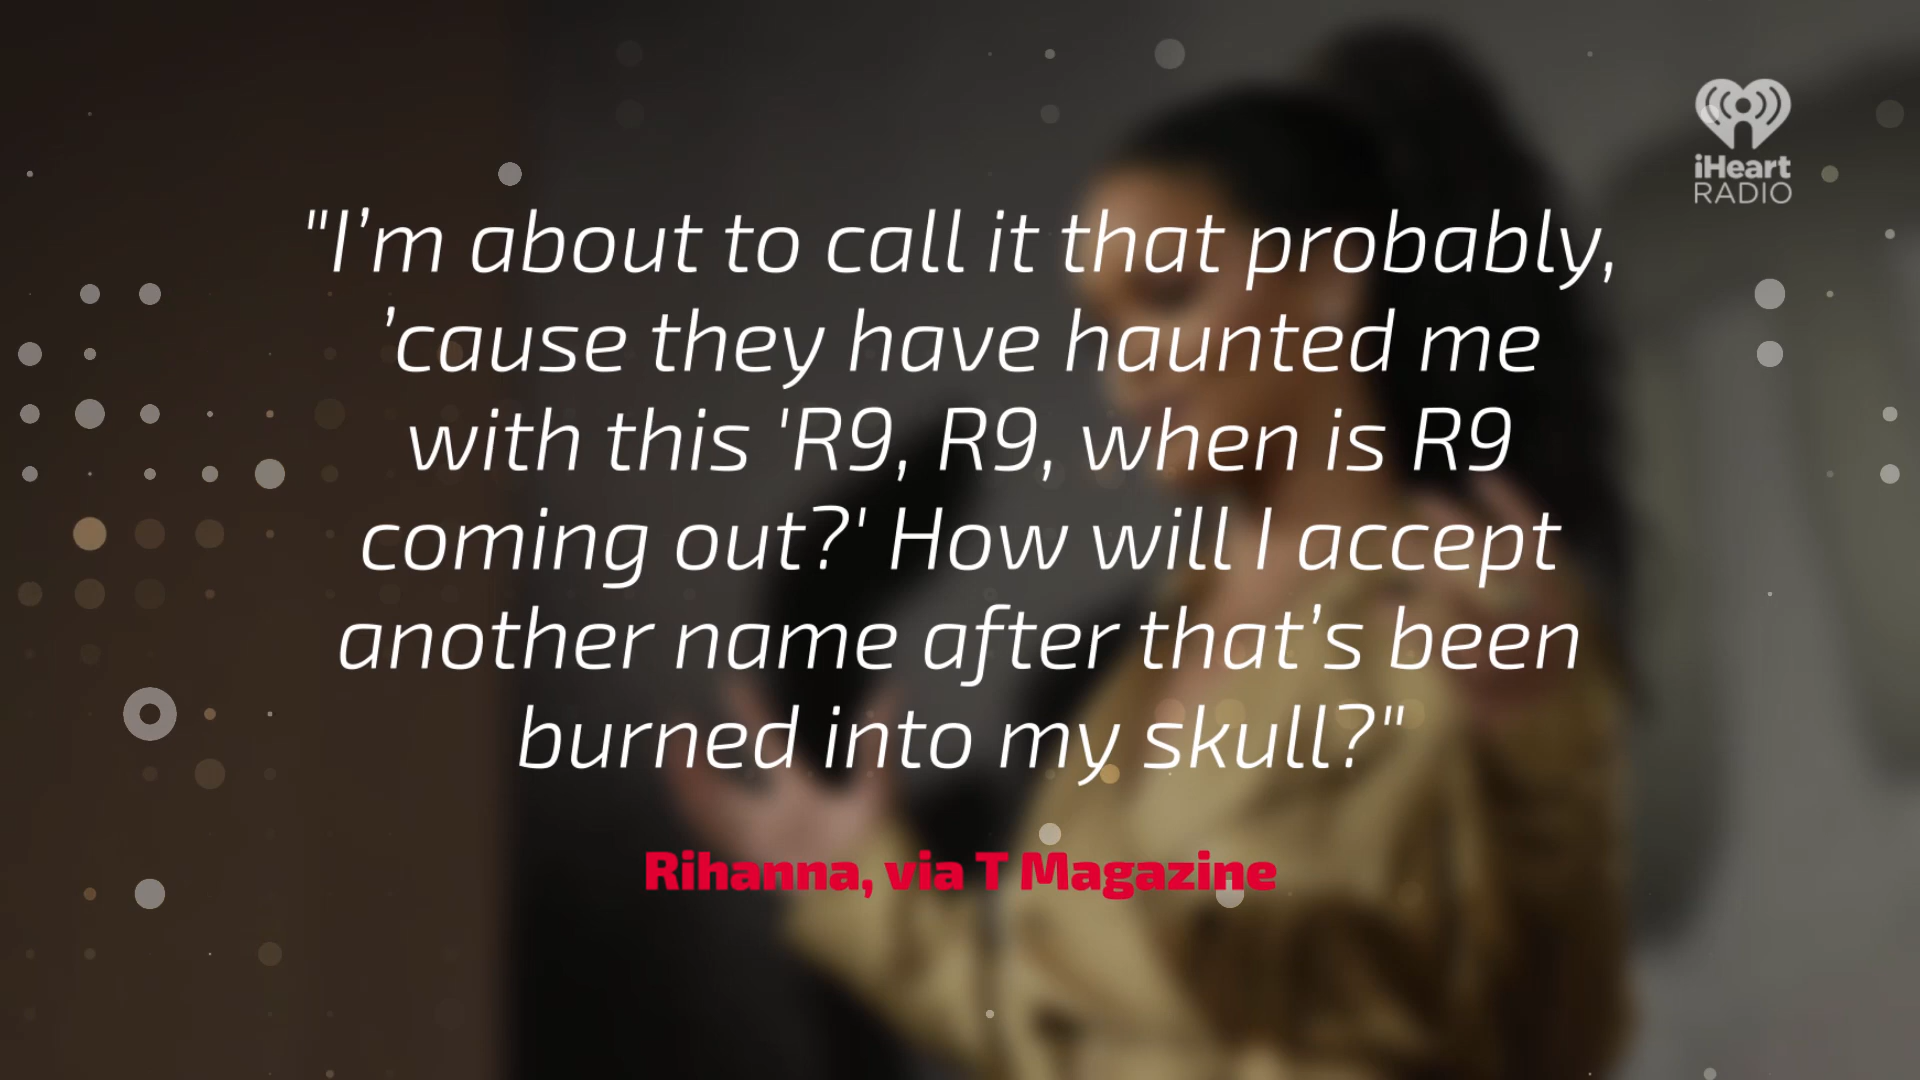 iHeart
RADIO
"I’m about to call it that probably,
’cause they have haunted me
with this 'R9, R9, when is R9
coming out?' How will I accept
another name after that’s been
burned into my skull?"
Rihanna, via T Magazine